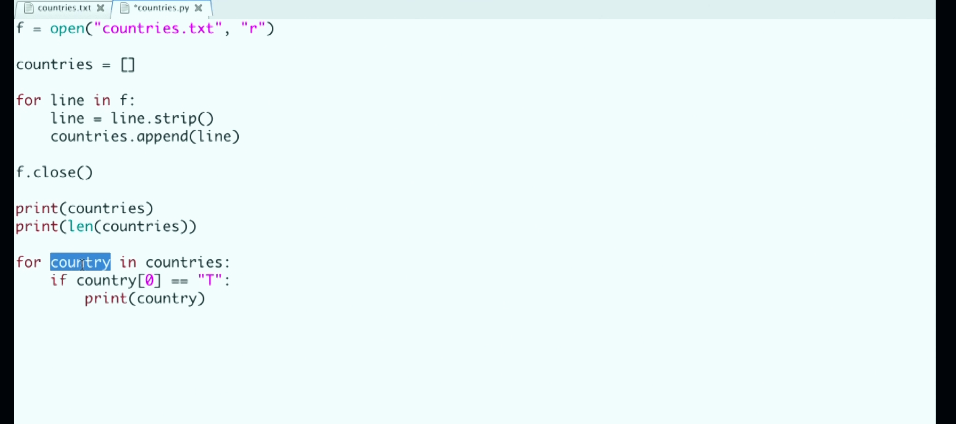 countries.txt *countries.py
f = open("countries.txt", "r")
countries = []
for line in f:
line = line.strip()
countries.append(line)
f.close()
print(countries)
print(len(countries))
for country in countries:
if country[0] == "T":
print(country)